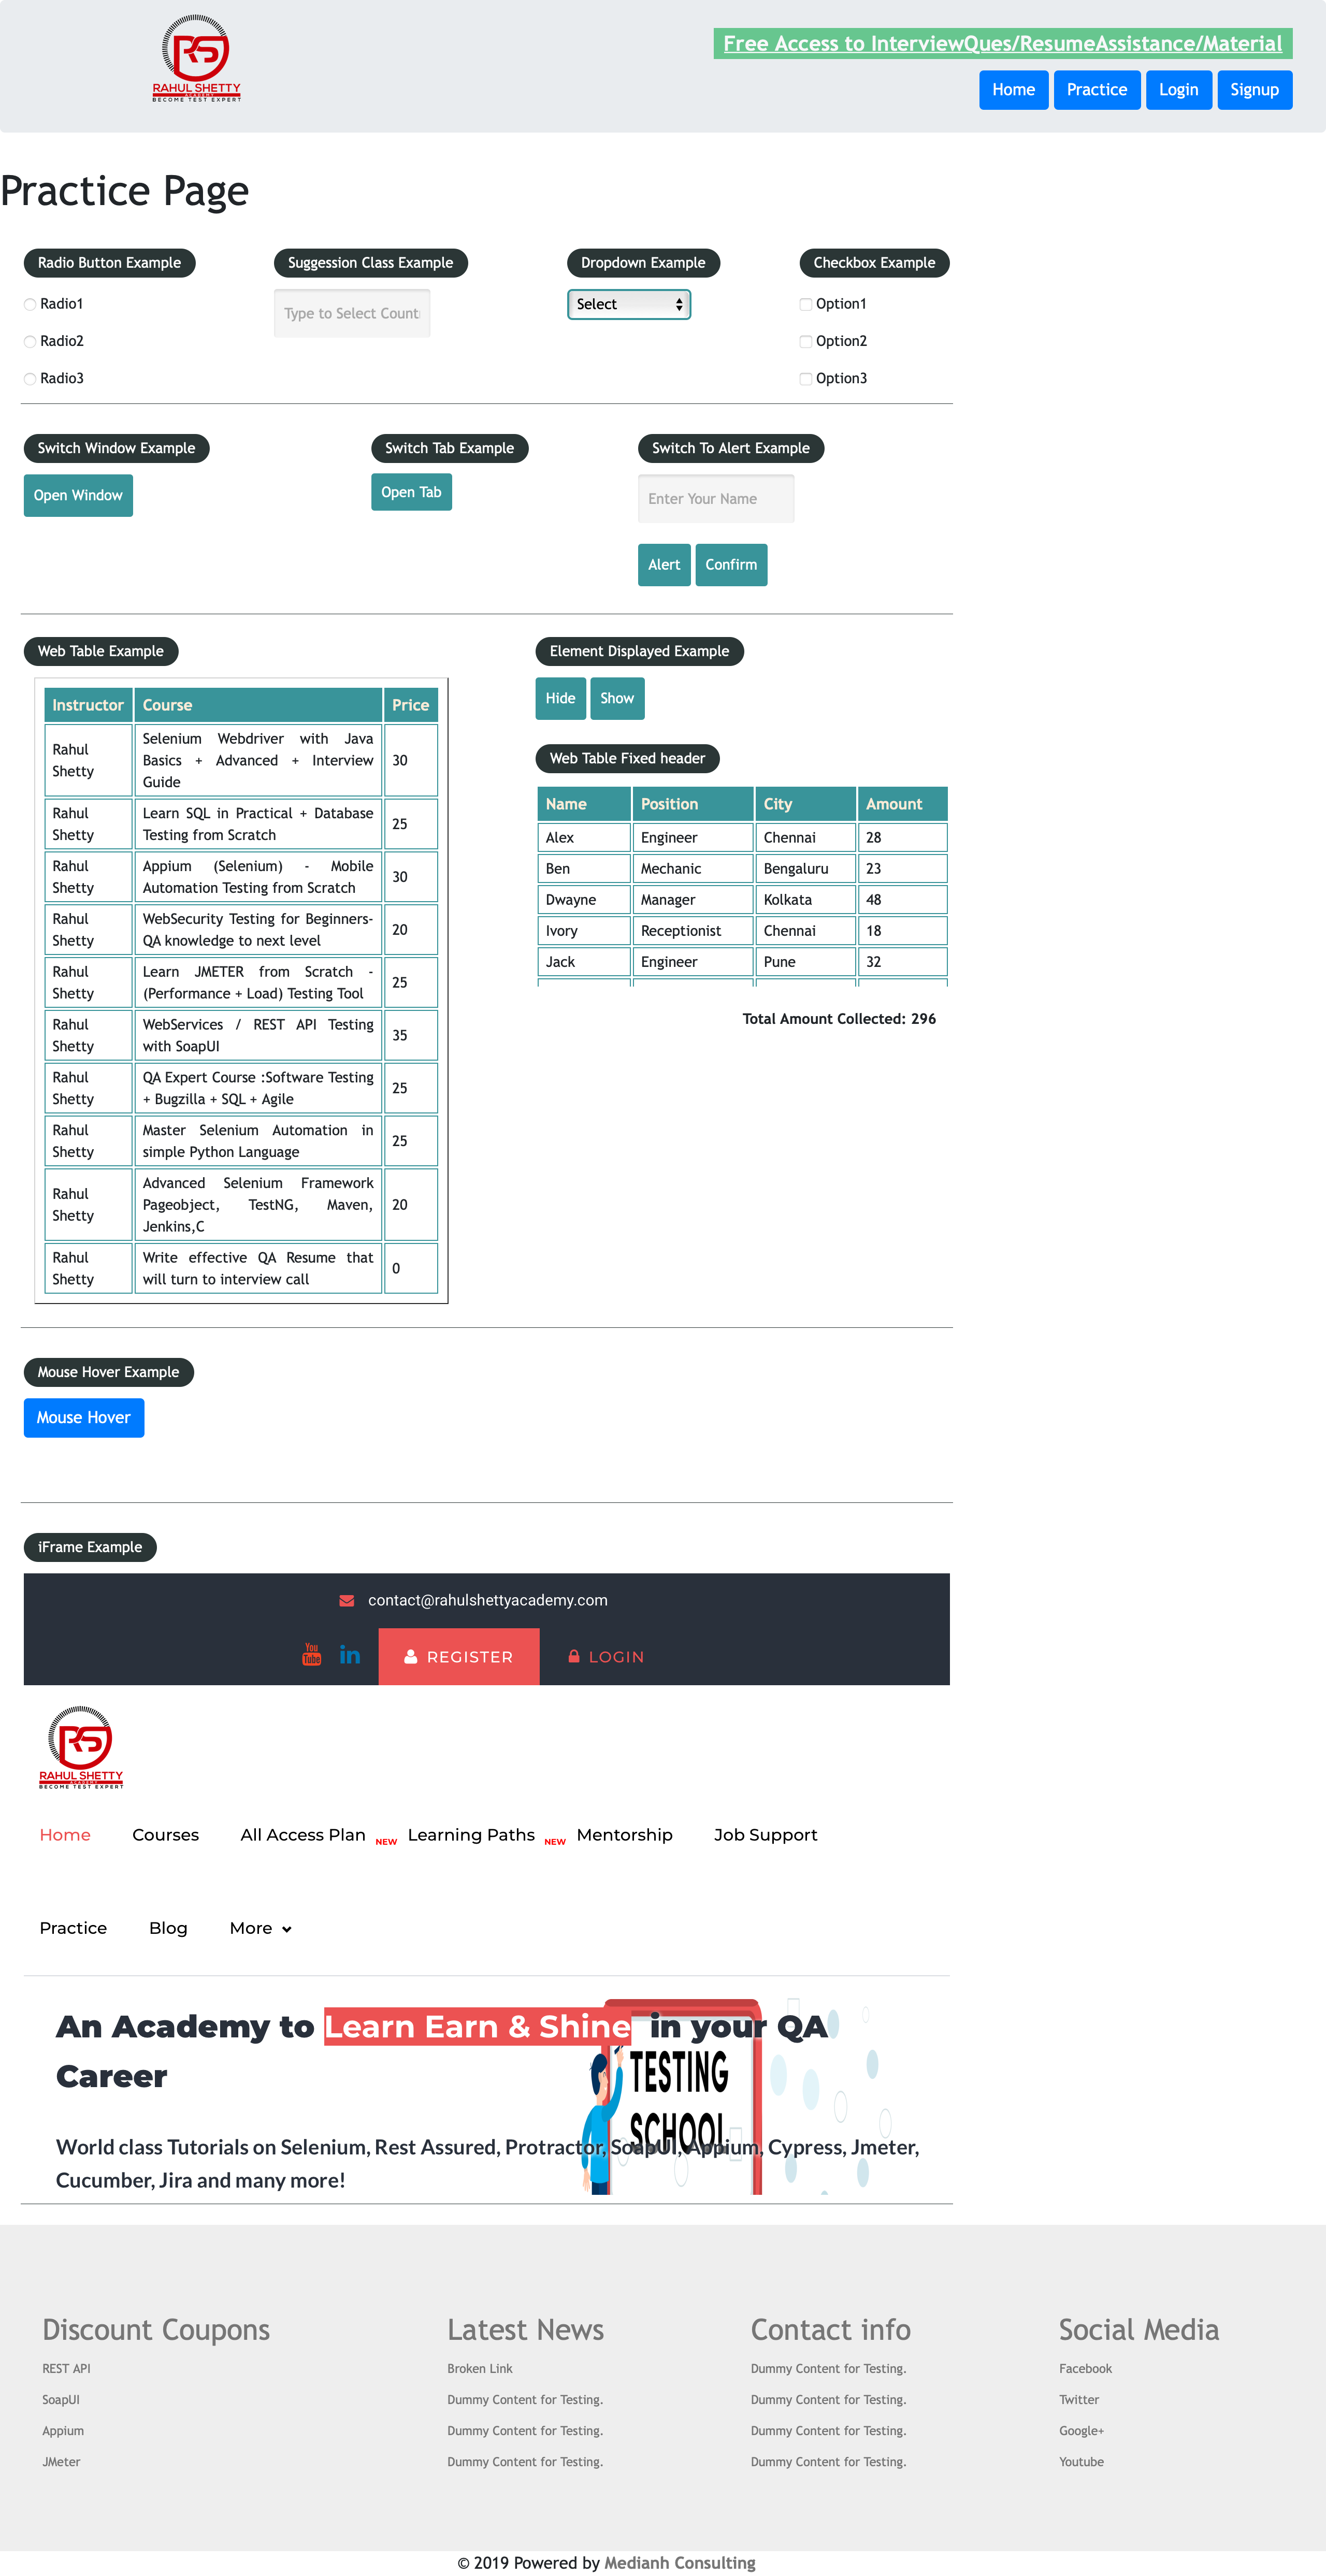 RAHUL SHETTY
ACADEMY
BECOME TEST EXPERT
Free Access to InterviewQues/ResumeAssistance/Material
Home Practice Login Signup
Practice Page
Radio Button Example
Radio1
Radio2
Radio3
Suggession Class Example
Type to Select Count
Dropdown Example
Select
Checkbox Example
Option1
Option2
Option3
Switch Window Example
Open Window
Switch Tab Example
Open Tab
Switch To Alert Example
Enter Your Name
Alert Confirm
Web Table Example
Instructor Course Price
Rahul Shetty Selenium Webdriver with Java Basics + Advanced + Interview Guide 30
Rahul Shetty Learn SQL in Practical + Database Testing from Scratch 25
Rahul Shetty Appium (Selenium) - Mobile Automation Testing from Scratch 30
Rahul Shetty WebSecurity Testing for Beginners-QA knowledge to next level 20
Rahul Shetty Learn JMETER from Scratch - (Performance + Load) Testing Tool 25
Rahul Shetty WebServices / REST API Testing with SoapUI 35
Rahul Shetty QA Expert Course :Software Testing + Bugzilla + SQL + Agile 25
Rahul Shetty Master Selenium Automation in simple Python Language 25
Rahul Shetty Advanced Selenium Framework Pageobject, TestNG, Maven, Jenkins,C 20
Rahul Shetty Write effective QA Resume that will turn to interview call 0
Element Displayed Example
Hide Show
Web Table Fixed header
Name Position City Amount
Alex Engineer Chennai 28
Ben Mechanic Bengaluru 23
Dwayne Manager Kolkata 48
Ivory Receptionist Chennai 18
Jack Engineer Pune 32
Total Amount Collected: 296
Mouse Hover Example
Mouse Hover
iFrame Example
contact@rahulshettyacademy.com
You Tube in REGISTER LOGIN
RAHUL SHETTY
ACADEMY
BECOME TEST EXPERT
Home Courses All Access Plan NEW Learning Paths NEW Mentorship Job Support
Practice Blog More
An Academy to Learn Earn & Shine in your QA
Career
TESTING
SCHOOL
World class Tutorials on Selenium, Rest Assured, Protractor, SoapUI, Appium, Cypress, Jmeter,
Cucumber, Jira and many more!
Discount Coupons
REST API
SoapUI
Appium
JMeter
Latest News
Broken Link
Dummy Content for Testing.
Dummy Content for Testing.
Dummy Content for Testing.
Contact info
Dummy Content for Testing.
Dummy Content for Testing.
Dummy Content for Testing.
Dummy Content for Testing.
Social Media
Facebook
Twitter
Google+
Youtube
© 2019 Powered by Medianh Consulting